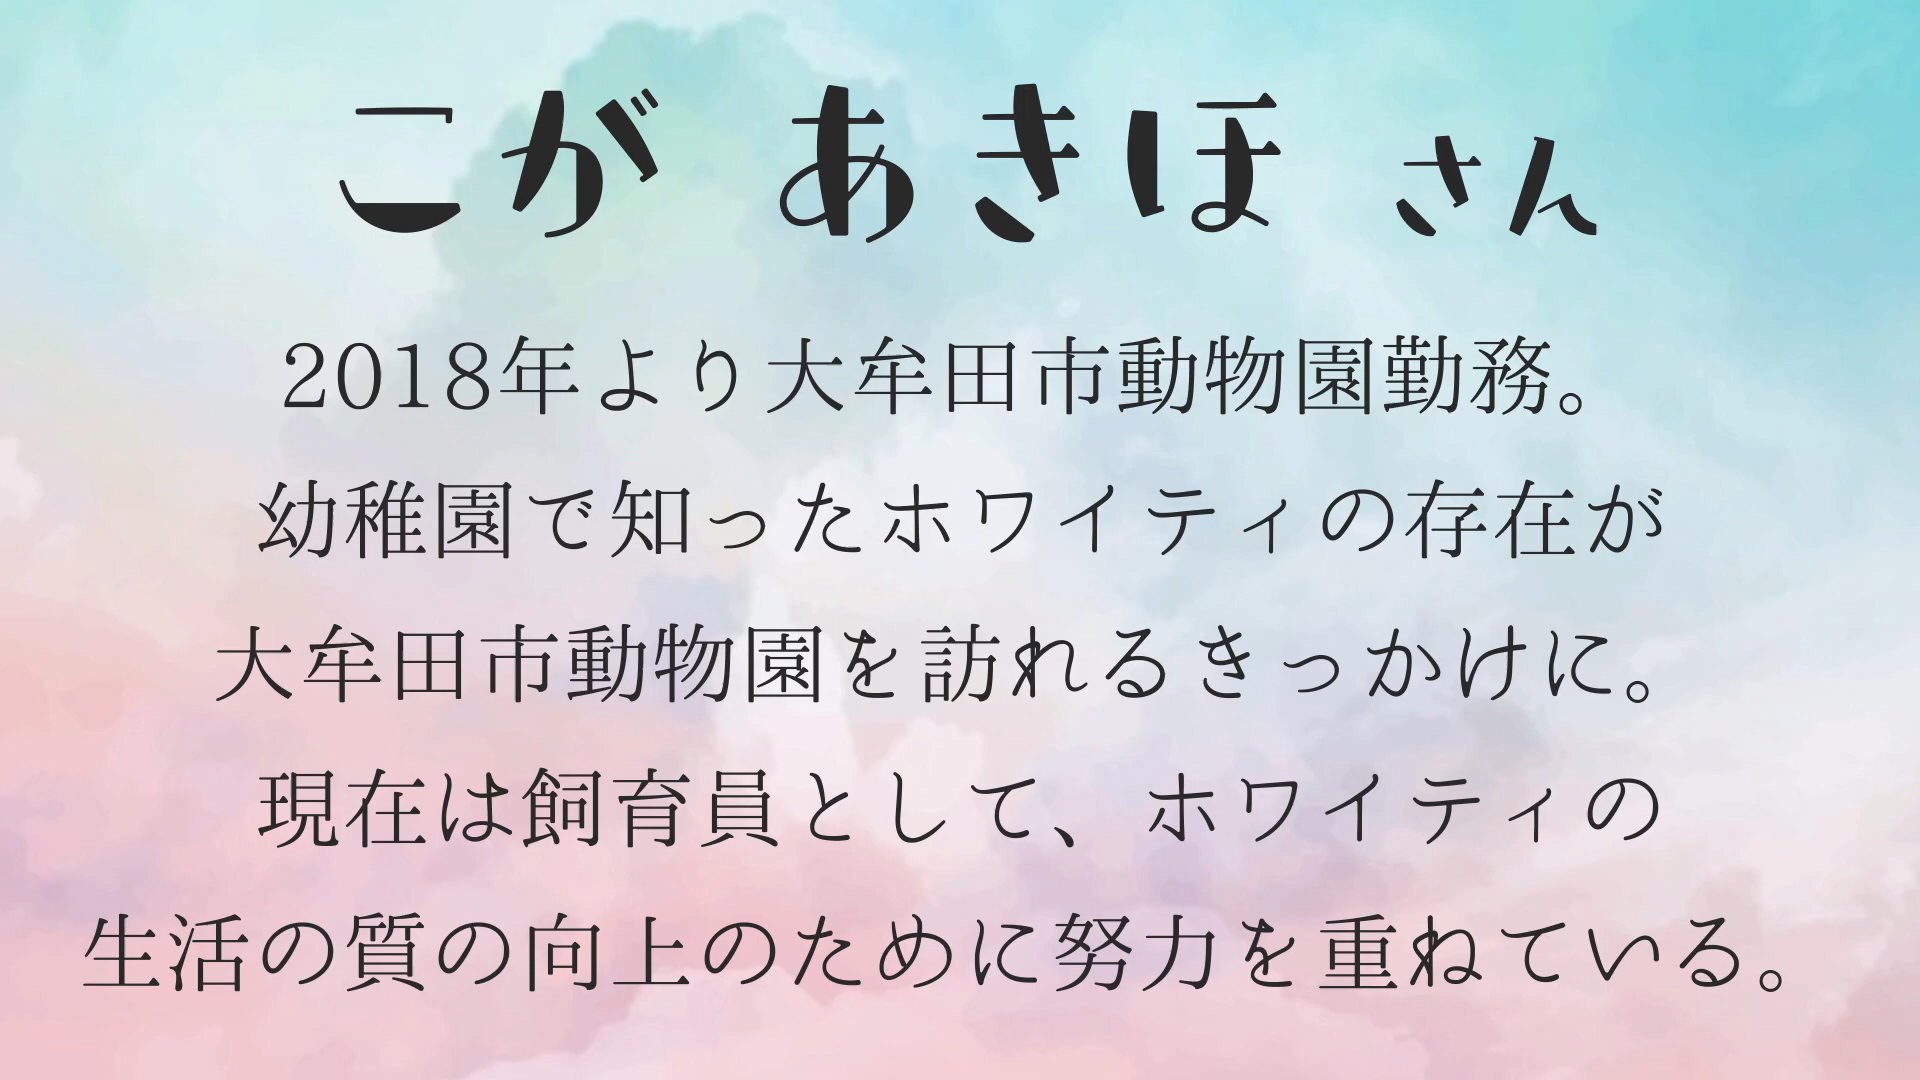 こが あきほ さん
2018年より大牟田市動物園勤務。
幼稚園で知ったホワイティの存在が
大牟田市動物園を訪れるきっかけに。
現在は飼育員として、ホワイティの
生活の質の向上のために努力を重ねている。